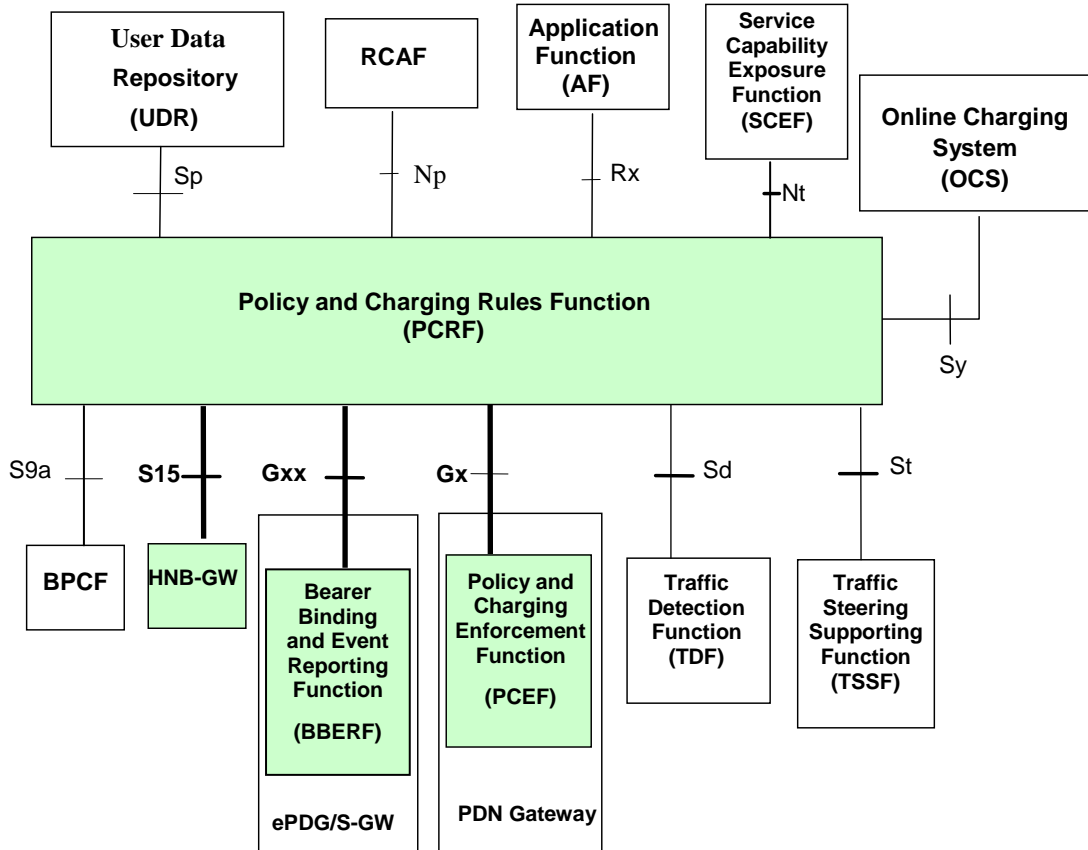 User Data
Repository
(UDR)
RCAF
Application
Function
(AF)
Service
Capability
Exposure
Function
(SCEF)
Online Charging
System
(OCS)
Sp
Np
Rx
Nt
Policy and Charging Rules Function
(PCRF)
Sy
S9a
S15
Gxx
Gx
Sd
St
BPCF
HNB-GW
Bearer
Binding
and Event
Reporting
Function
(BBERF)
ePDG/S-GW
Policy and
Charging
Enforcement
Function
(PCEF)
PDN Gateway
Traffic
Detection
Function
(TDF)
Traffic
Steering
Supporting
Function
(TSSF)